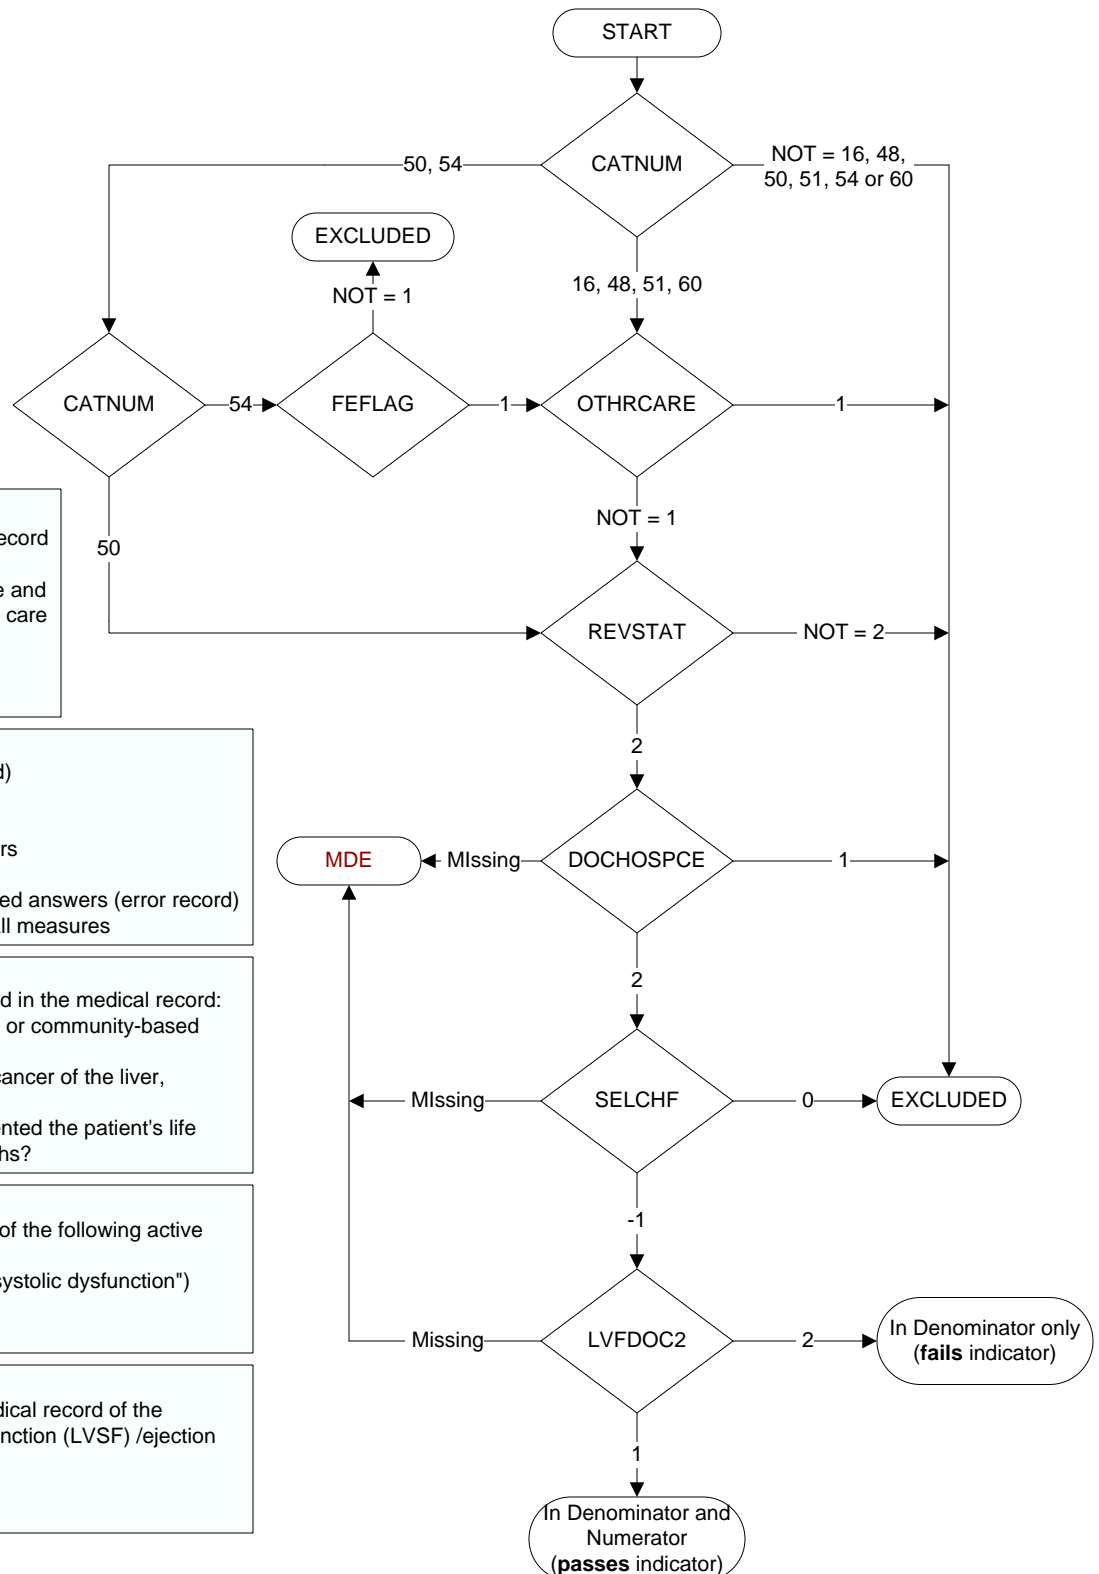 START
CATNUM
50, 54
NOT = 16, 48,
50, 51, 54 or 60
EXCLUDED
NOT = 1
16, 48, 51, 60
CATNUM
54
FEFLAG
1
OTHRCARE
1
NOT = 1
50
ecord
e and
care
REVSTAT
NOT = 2
2
d)
rs
ed answers (error record)
all measures
MDE
MIssing
DOCHOSPCE
1
2
d in the medical record:
or community-based
cancer of the liver,
ented the patient's life
hs?
MIssing
SELCHF
0
EXCLUDED
-1
of the following active
systolic dysfunction")
Missing
LVFDOC2
2
In Denominator only
(fails indicator)
dical record of the
nction (LVSF) /ejection
1
In Denominator and
Numerator
(passes indicator)